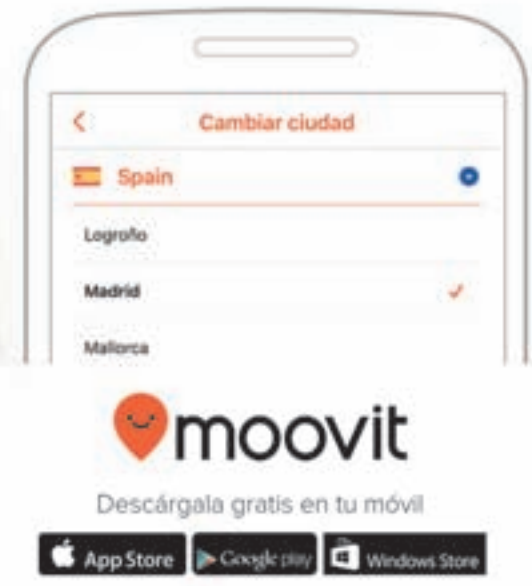 Cambiar ciudad
Spain
Logroño
Madrid
Mallorca
moovit
Descárgala gratis en tu móvil
App Store Google play Windows Store